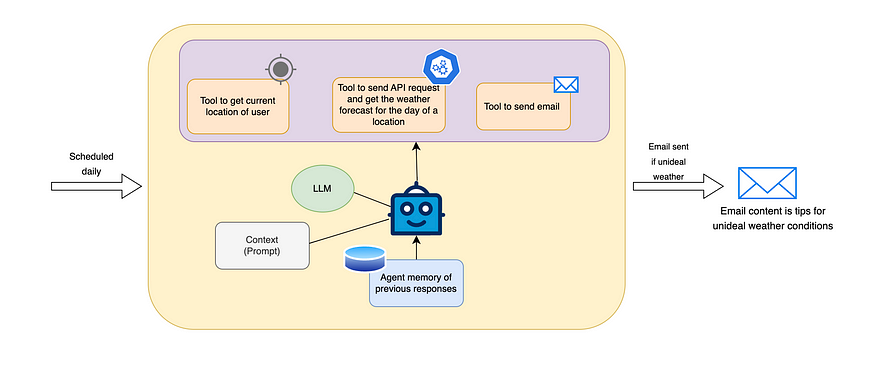 Scheduled
daily
Tool to get current
location of user
Tool to send API request
and get the weather
forecast for the day of a
location
Tool to send email
LLM
Context
(Prompt)
Agent memory of
previous responses
Email sent
if unideal
weather
Email content is tips for
unideal weather conditions